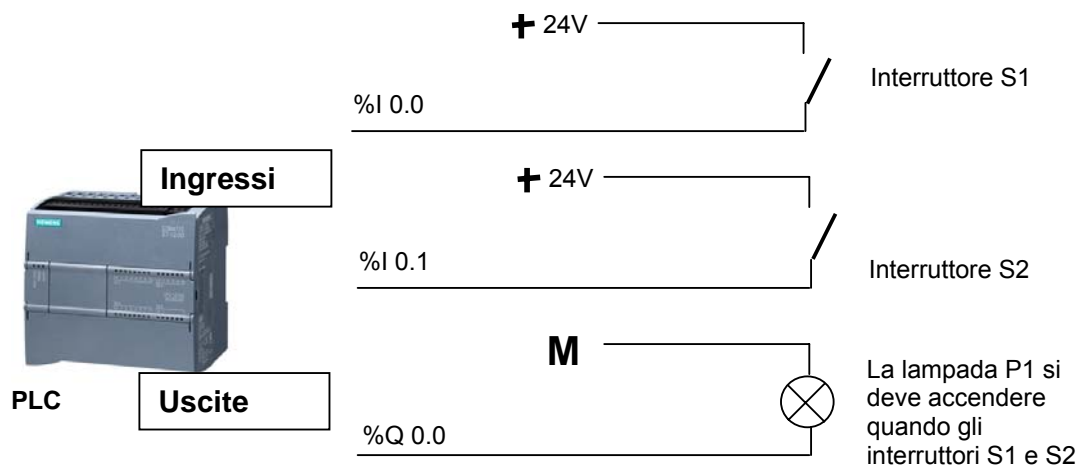 24V
Interruttore S1
%I 0.0
Ingressi
24V
SIEMENS
%I 0.1
Interruttore S2
M
La lampada P1 si
deve accendere
quando gli
interruttori S1 e S2
PLC
Uscite
%Q 0.0